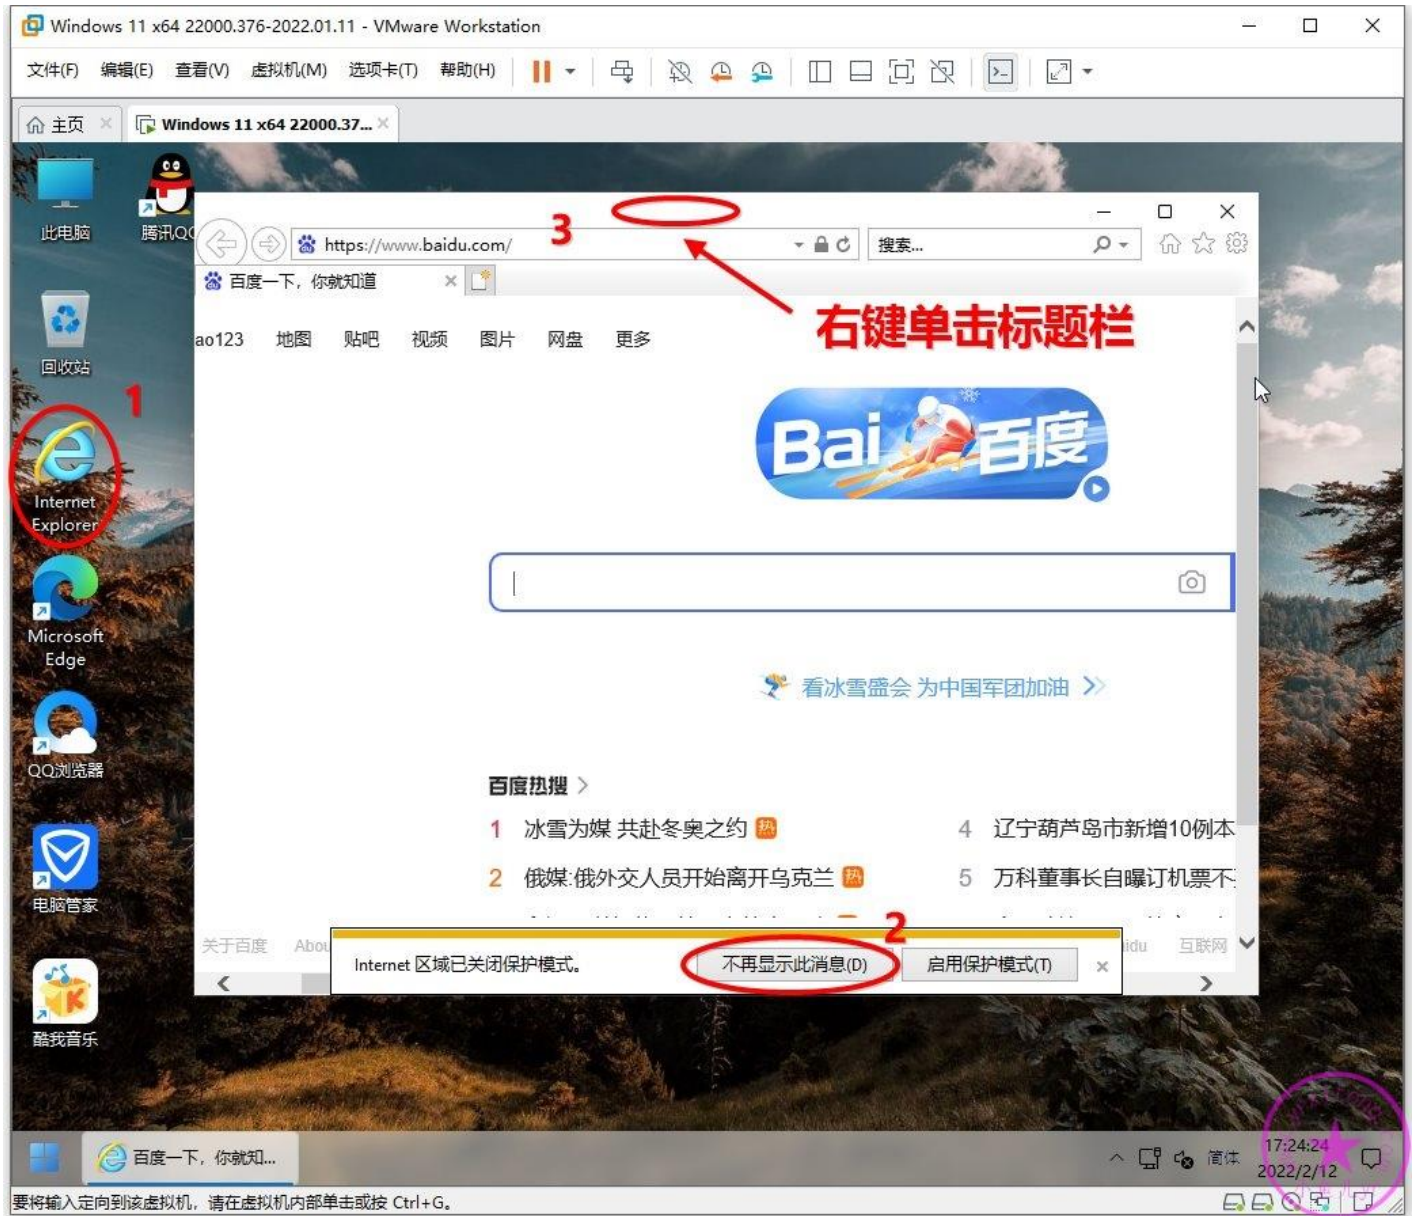 Windows 11 x64 22000.376-2022.01.11 - VMware Workstation
文件(F) 编辑(E) 查看(V) 虚拟机(M) 选项卡(T) 帮助(H)
主页 Windows 11 x64 22000.37...
此电脑
腾讯QQ
回收站
1
Internet
Explorer
Microsoft
Edge
QQ浏览器
电脑管家
酷我音乐
3
https://www.baidu.com/
搜索...
百度一下，你就知道
右键单击标题栏
ao123 地图 贴吧 视频 图片 网盘 更多
Bai du 百度
看冰雪盛会 为中国军团加油
百度热搜
1 冰雪为媒 共赴冬奥之约 热
4 辽宁葫芦岛市新增10例本
2 俄媒:俄外交人员开始离开乌克兰 热
5 万科董事长自曝订机票不
2
关于百度 Abou
aidu 互联网
Internet 区域已关闭保护模式。 不再显示此消息(D) 启用保护模式(T)
百度一下，你就知...
简体
17:24:24
2022/2/12
要将输入定向到该虚拟机，请在虚拟机内部单击或按 Ctrl+G。